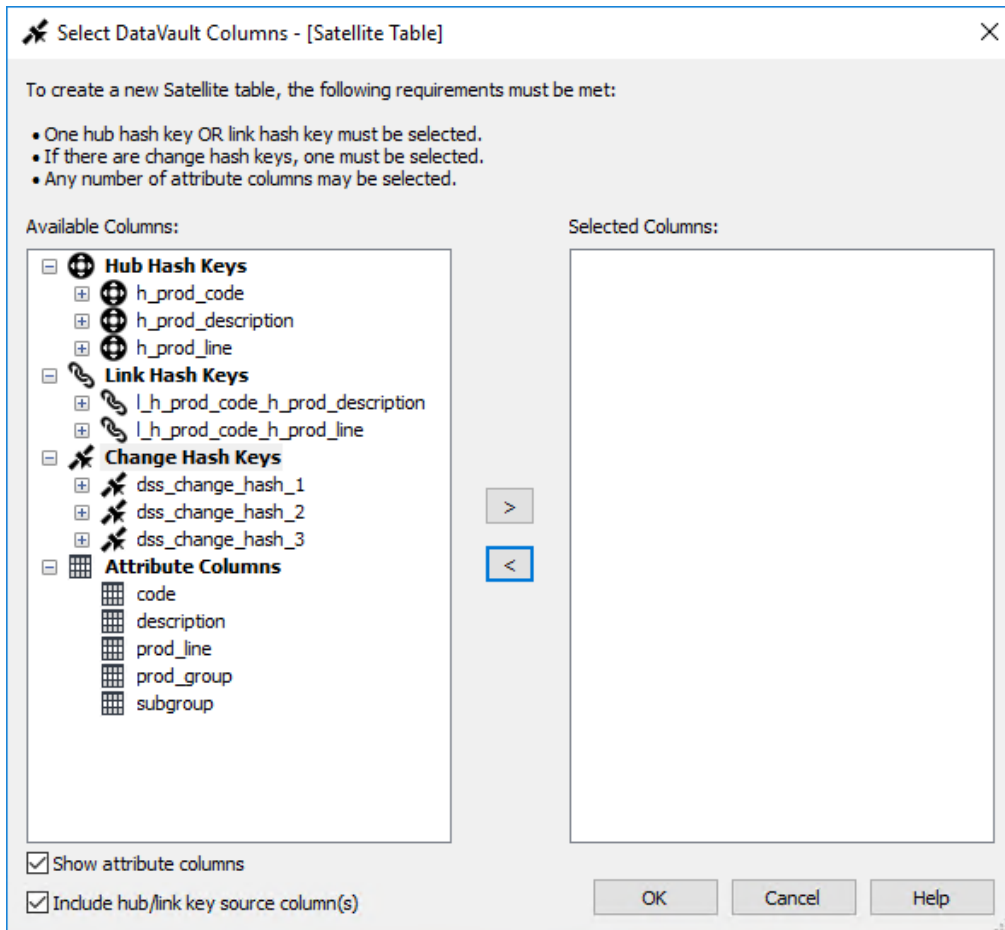 Select DataVault Columns - [Satellite Table]
To create a new Satellite table, the following requirements must be met:
• One hub hash key OR link hash key must be selected.
• If there are change hash keys, one must be selected.
• Any number of attribute columns may be selected.
Available Columns:
Selected Columns:
Hub Hash Keys
h_prod_code
h_prod_description
h_prod_line
Link Hash Keys
l_h_prod_code_h_prod_description
l_h_prod_code_h_prod_line
Change Hash Keys
dss_change_hash_1
dss_change_hash_2
dss_change_hash_3
>
<
Attribute Columns
code
description
prod_line
prod_group
subgroup
Show attribute columns
Include hub/link key source column(s)
OK
Cancel
Help